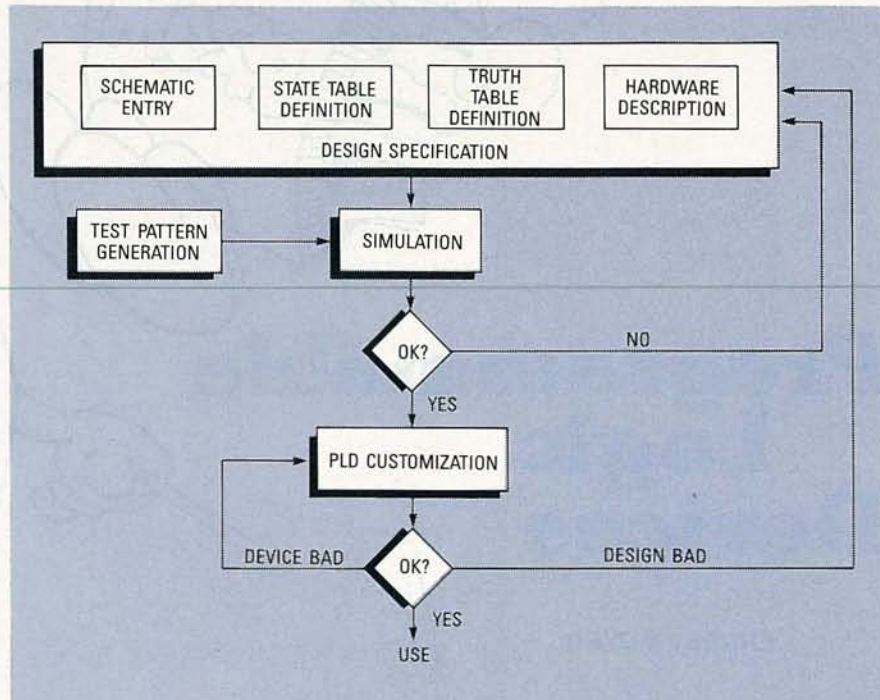 SCHEMATIC
ENTRY
STATE TABLE
DEFINITION
TRUTH
TABLE
DEFINITION
HARDWARE
DESCRIPTION
DESIGN SPECIFICATION
TEST PATTERN
GENERATION
SIMULATION
OK?
NO
YES
PLD CUSTOMIZATION
DEVICE BAD
OK?
DESIGN BAD
YES
USE